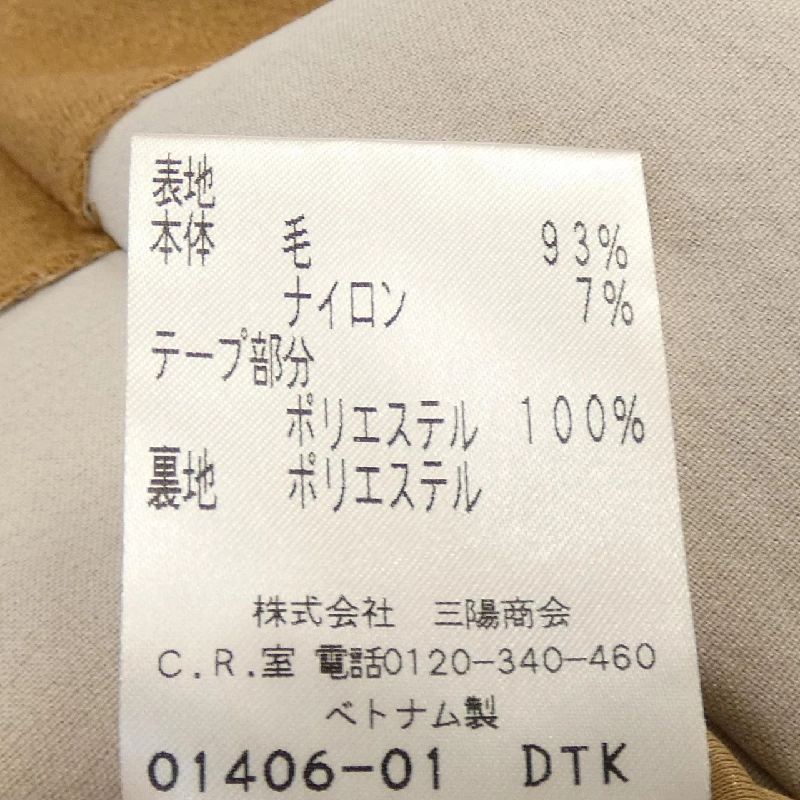 表地
本体 毛 93%
ナイロン 7%
テープ部分
ポリエステル 100%
裏地 ポリエステル
株式会社 三陽商会
C.R.室 電話0120-340-460
ベトナム製
01406-01 DTK